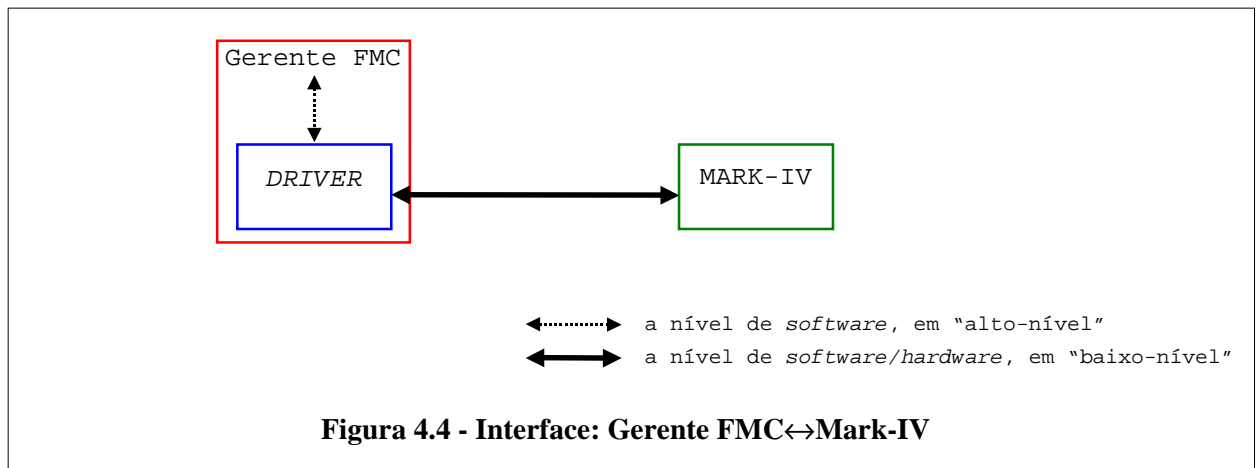 Gerente FMC
DRIVER
MARK-IV
a nível de software, em “alto-nível”
a nível de software/hardware, em “baixo-nível”
Figura 4.4 - Interface: Gerente FMC↔Mark-IV